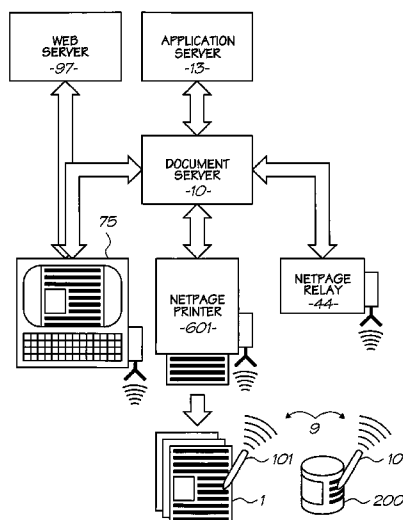 WEB
SERVER
-97-
APPLICATION
SERVER
-13-
DOCUMENT
SERVER
-10-
75
NETPAGE
PRINTER
-601-
NETPAGE
RELAY
-44-
9
101
10
1
200